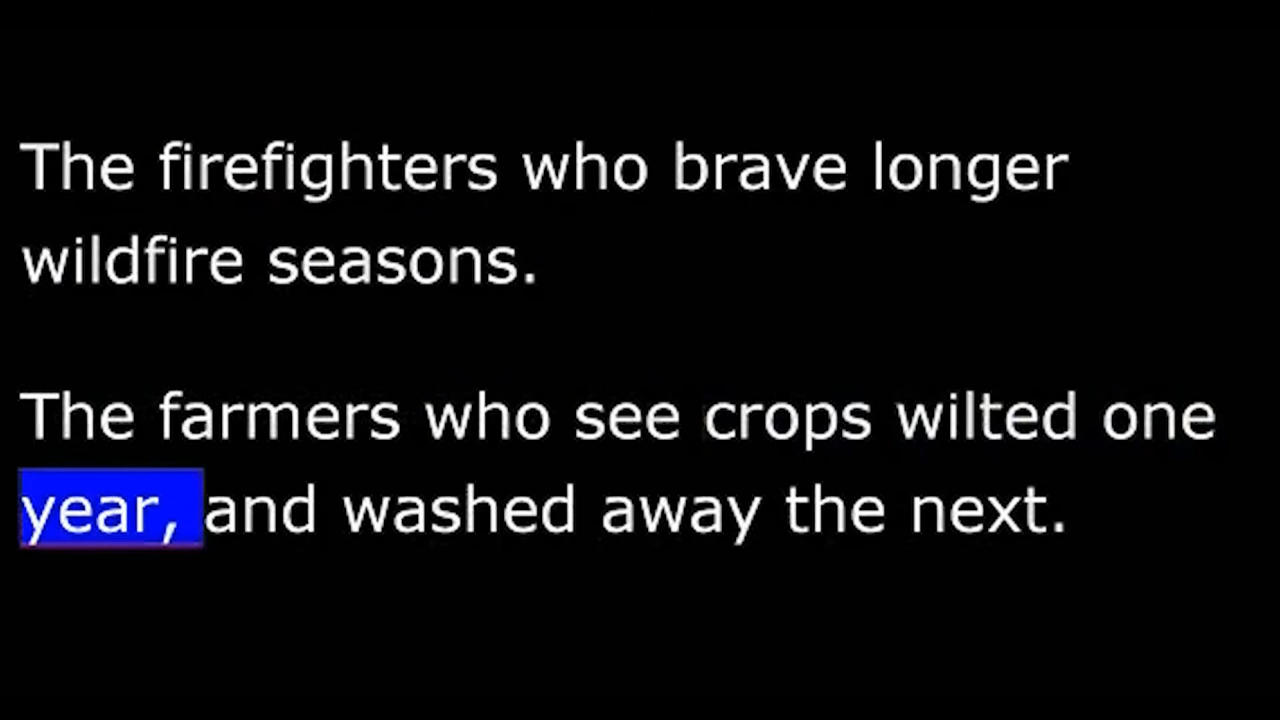 The firefighters who brave longer
wildfire seasons.
The farmers who see crops wilted one
year, and washed away the next.